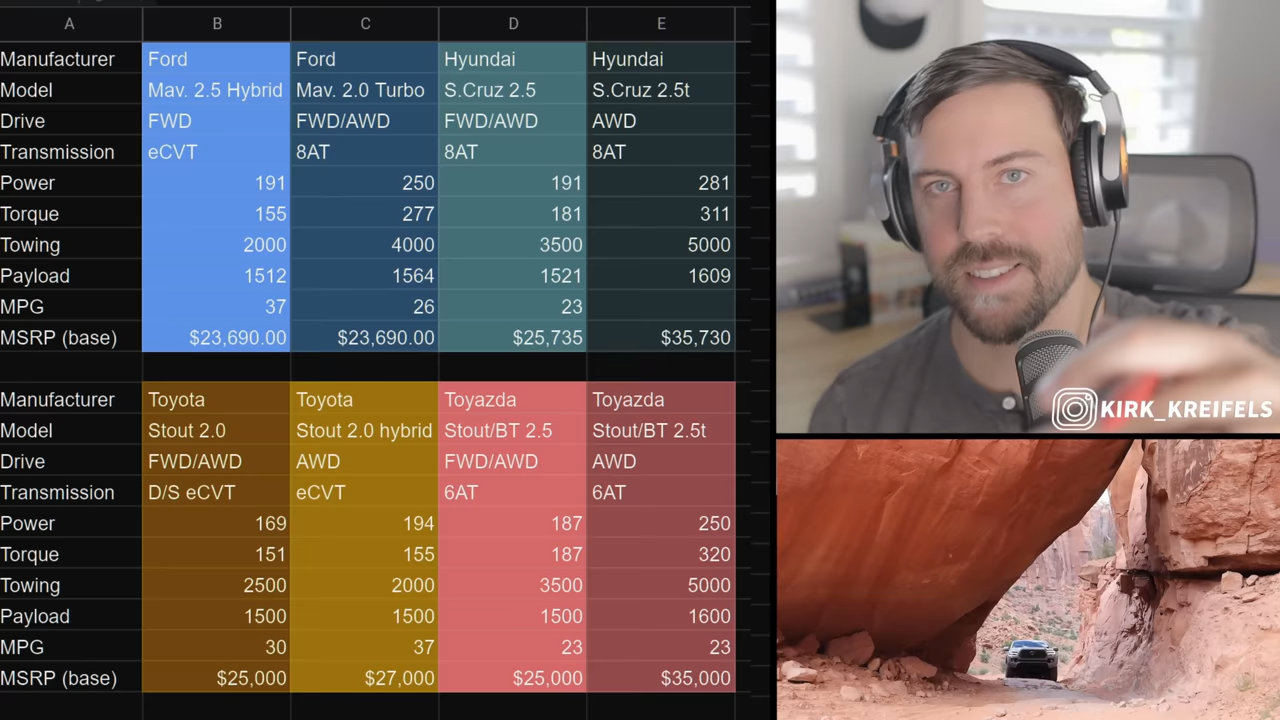 A B C D E
Manufacturer Ford Ford Hyundai Hyundai
Model Mav. 2.5 Hybrid Mav. 2.0 Turbo S.Cruz 2.5 S.Cruz 2.5t
Drive FWD FWD/AWD FWD/AWD AWD
Transmission eCVT 8AT 8AT 8AT
Power 191 250 191 281
Torque 155 277 181 311
Towing 2000 4000 3500 5000
Payload 1512 1564 1521 1609
MPG 37 26 23
MSRP (base) $23,690.00 $23,690.00 $25,735 $35,730
Manufacturer Toyota Toyota Toyazda Toyazda
Model Stout 2.0 Stout 2.0 hybrid Stout/BT 2.5 Stout/BT 2.5t
Drive FWD/AWD AWD FWD/AWD AWD
Transmission D/S eCVT eCVT 6AT 6AT
Power 169 194 187 250
Torque 151 155 187 320
Towing 2500 2000 3500 5000
Payload 1500 1500 1500 1600
MPG 30 37 23 23
MSRP (base) $25,000 $27,000 $25,000 $35,000
KIRK_KREIFELS